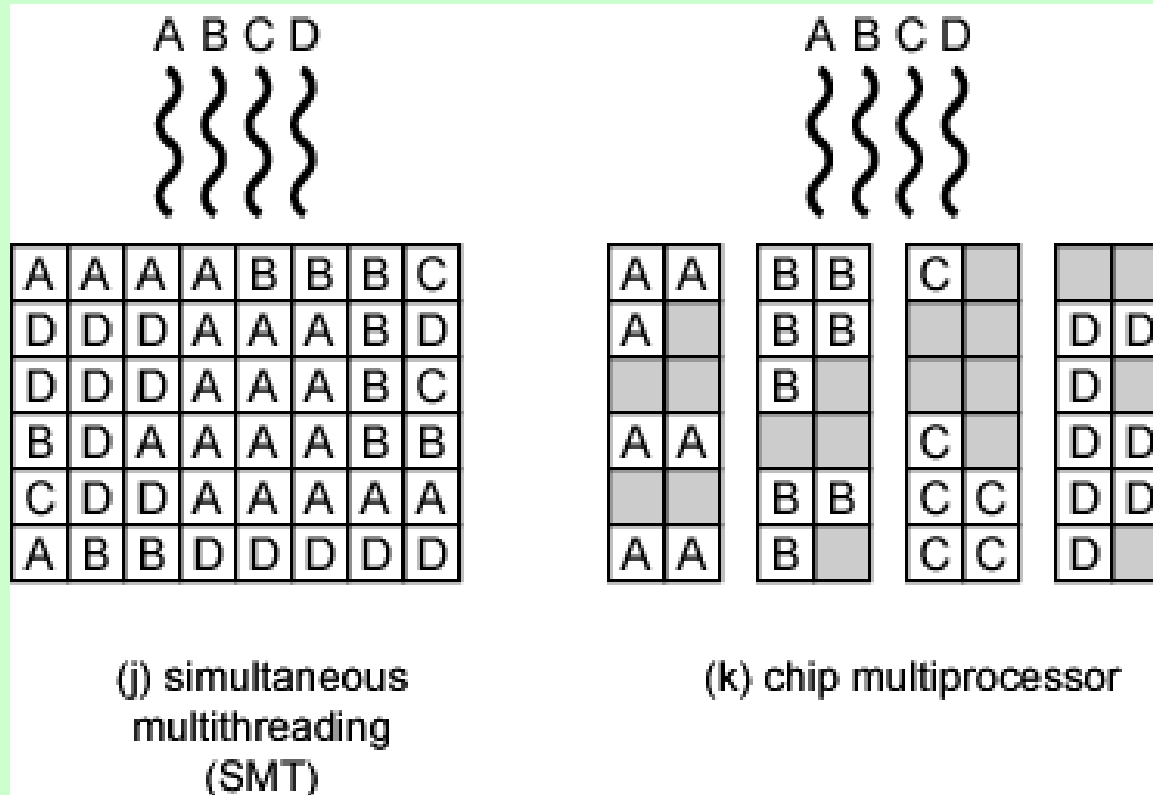 A B C D
A A A A B B B C
D D D A A A B D
D D D A A A B C
B D A A A A B B
C D D A A A A A
A B B D D D D D
(j) simultaneous
multithreading
(SMT)
A B C D
A A B B C
A B B D D
B D
A A C D D
B B C C D D
A A B C C D
(k) chip multiprocessor